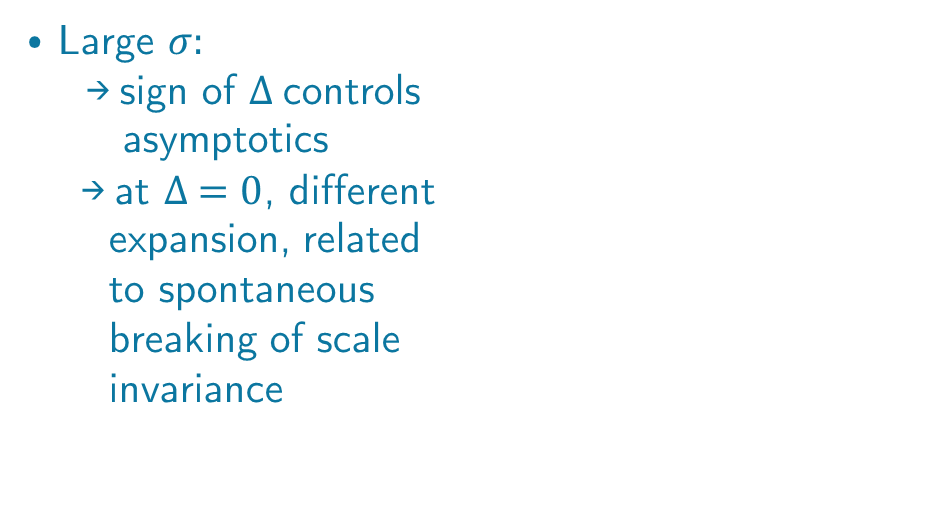 • Large σ:
→ sign of Δ controls
asymptotics
→ at Δ = 0, different
expansion, related
to spontaneous
breaking of scale
invariance